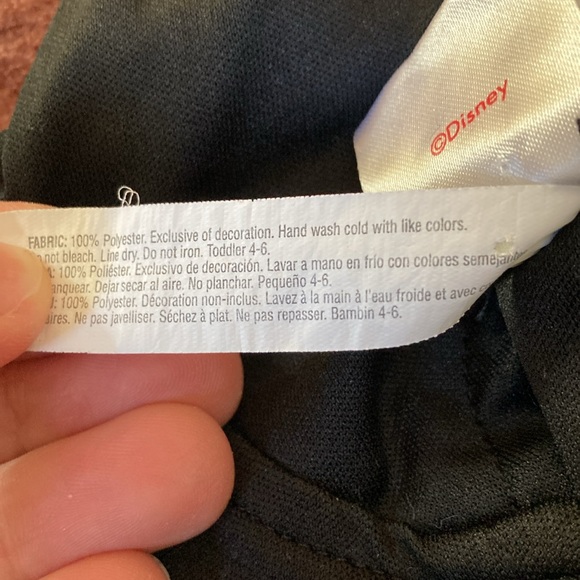 ©Disney
FABRIC: 100% Polyester. Exclusive of decoration. Hand wash cold with like colors.
not bleach. Line dry. Do not iron. Toddler 4-6.
100% Poliéster. Exclusivo de decoración. Lavar a mano en frío con colores
anquear. Dejar secar al aire. No planchar. Pequeño 4-6.
100% Polyester. Décoration non-inclus. Lavez à la main à l'eau froide et avec
aires. Ne pas javelliser. Séchez à plat. Ne pas repasser. Bambin 4-6.